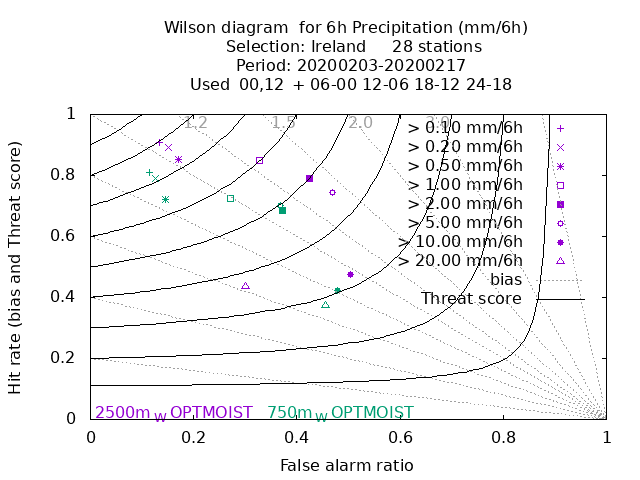 Wilson diagram  for 6h Precipitation (mm/6h)
Selection: Ireland     28 stations
Period: 20200203-20200217
Used  00,12  + 06-00 12-06 18-12 24-18
Hit rate (bias and Threat score)
1
0.8
0.6
0.4
0.2
0
1.2 1.5 2.0 3.0
> 0.10 mm/6h
> 0.20 mm/6h
> 0.50 mm/6h
> 1.00 mm/6h
> 2.00 mm/6h
> 5.00 mm/6h
> 10.00 mm/6h
> 20.00 mm/6h
bias
Threat score
2500m_W OPTMOIST 750m_W OPTMOIST
0 0.2 0.4 0.6 0.8 1
False alarm ratio